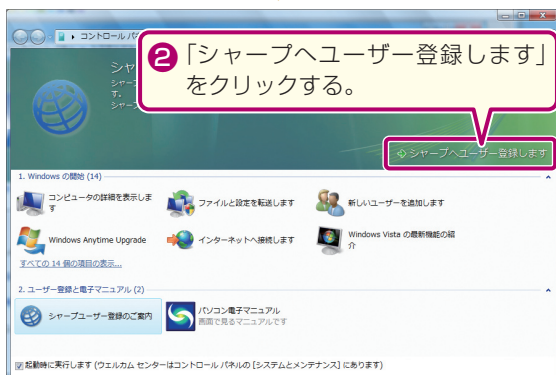 コントロール パ
❷「シャープへユーザー登録します」
をクリックする。
シャ
シャー
す。
シャー
シャープへユーザー登録します
1. Windows の開始 (14)
コンピュータの詳細を表示しま
す
ファイルと設定を転送します
新しいユーザーを追加します
Windows Anytime Upgrade
インターネットへ接続します
Windows Vista の最新機能の紹
介
すべての 14 個の項目の表示...
2. ユーザー登録と電子マニュアル (2)
シャープユーザー登録のご案内
パソコン電子マニュアル
画面で見るマニュアルです
起動時に実行します (ウェルカム センターはコントロール パネルの [システムとメンテナンス] にあります)